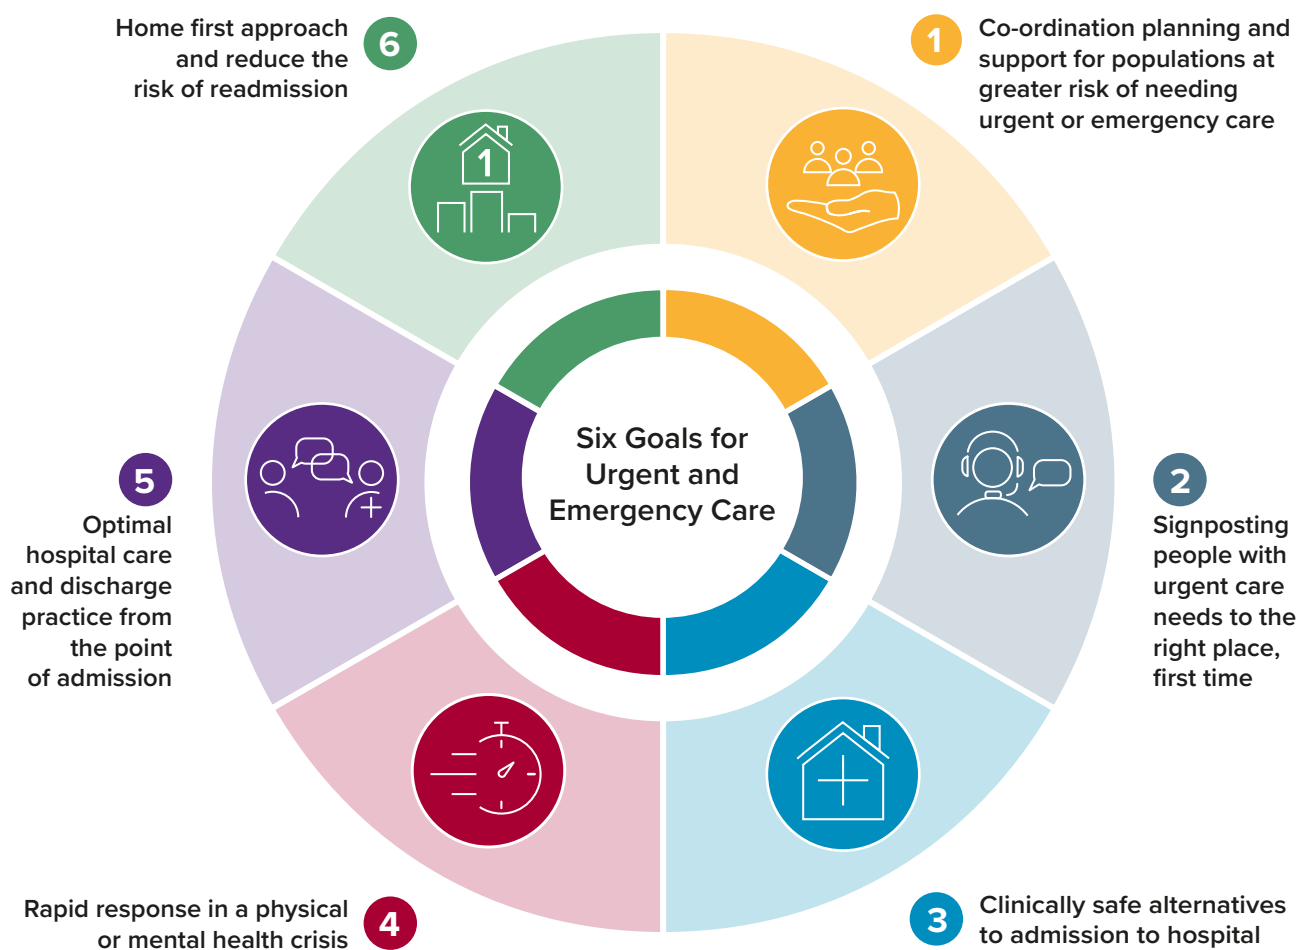 1
Co-ordination planning and
support for populations at
greater risk of needing
urgent or emergency care
2
Signposting
people with
urgent care
needs to the
right place,
first time
3
Clinically safe alternatives
to admission to hospital
4
Rapid response in a physical
or mental health crisis
5
Optimal
hospital care
and discharge
practice from
the point
of admission
6
Home first approach
and reduce the
risk of readmission
1
Six Goals for
Urgent and
Emergency Care